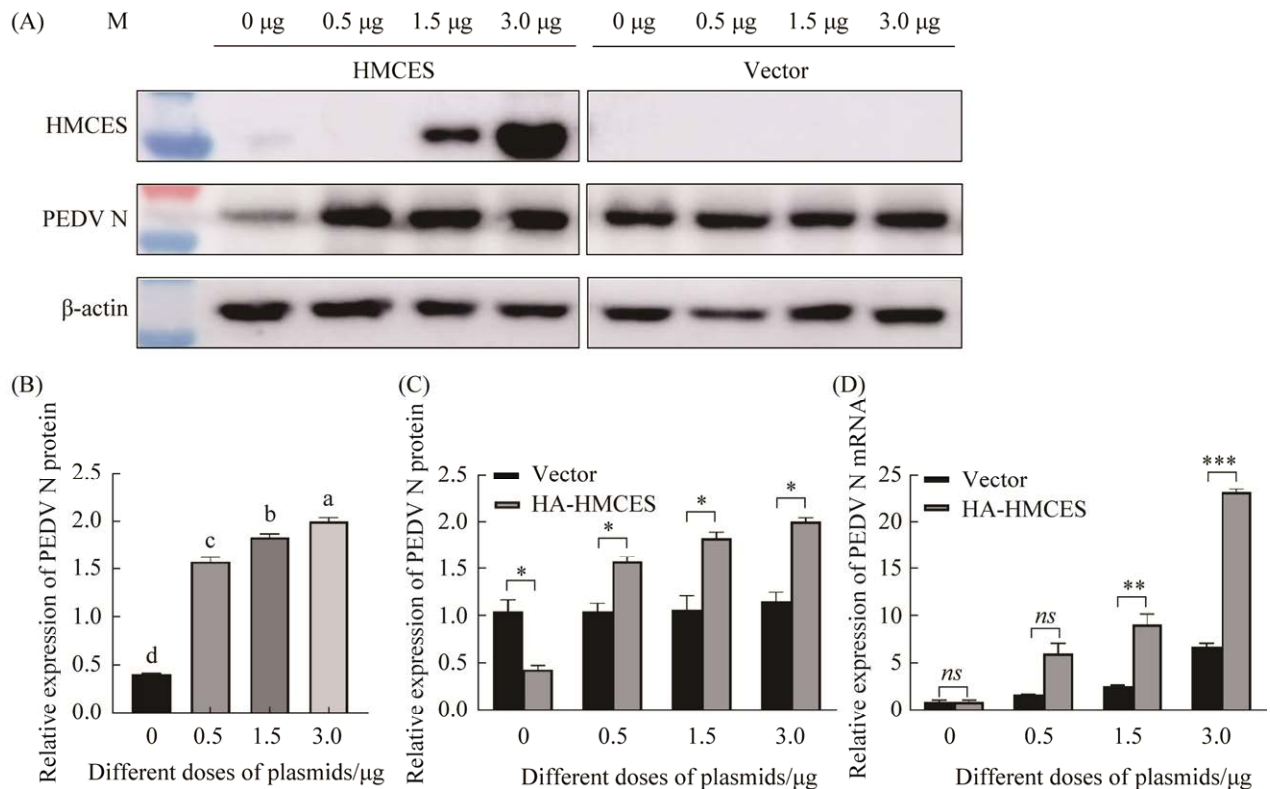 (A)
M 0 μg 0.5 μg 1.5 μg 3.0 μg 0 μg 0.5 μg 1.5 μg 3.0 μg
HMCES Vector
HMCES
PEDV N
β-actin
(B)
Relative expression of PEDV N protein
2.5
2.0
1.5
1.0
0.5
0.0
d
c
b
a
0 0.5 1.5 3.0
Different doses of plasmids/μg
(C)
Relative expression of PEDV N protein
2.5
2.0
1.5
1.0
0.5
0.0
Vector
HA-HMCES
*
*
*
*
0 0.5 1.5 3.0
Different doses of plasmids/μg
(D)
Relative expression of PEDV N mRNA
25
20
15
10
5
0
Vector
HA-HMCES
ns
ns
**
***
0 0.5 1.5 3.0
Different doses of plasmids/μg